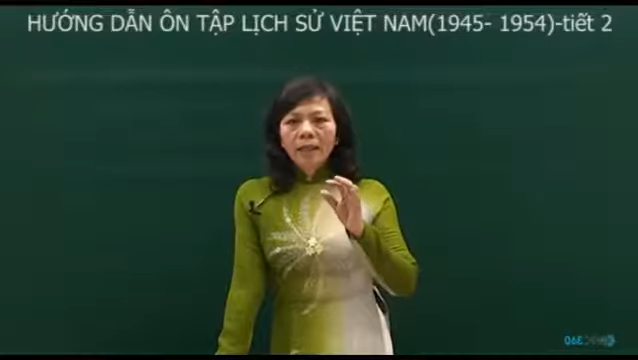 HƯỚNG DẪN ÔN TẬP LỊCH SỬ VIỆT NAM(1945- 1954)-tiết 2